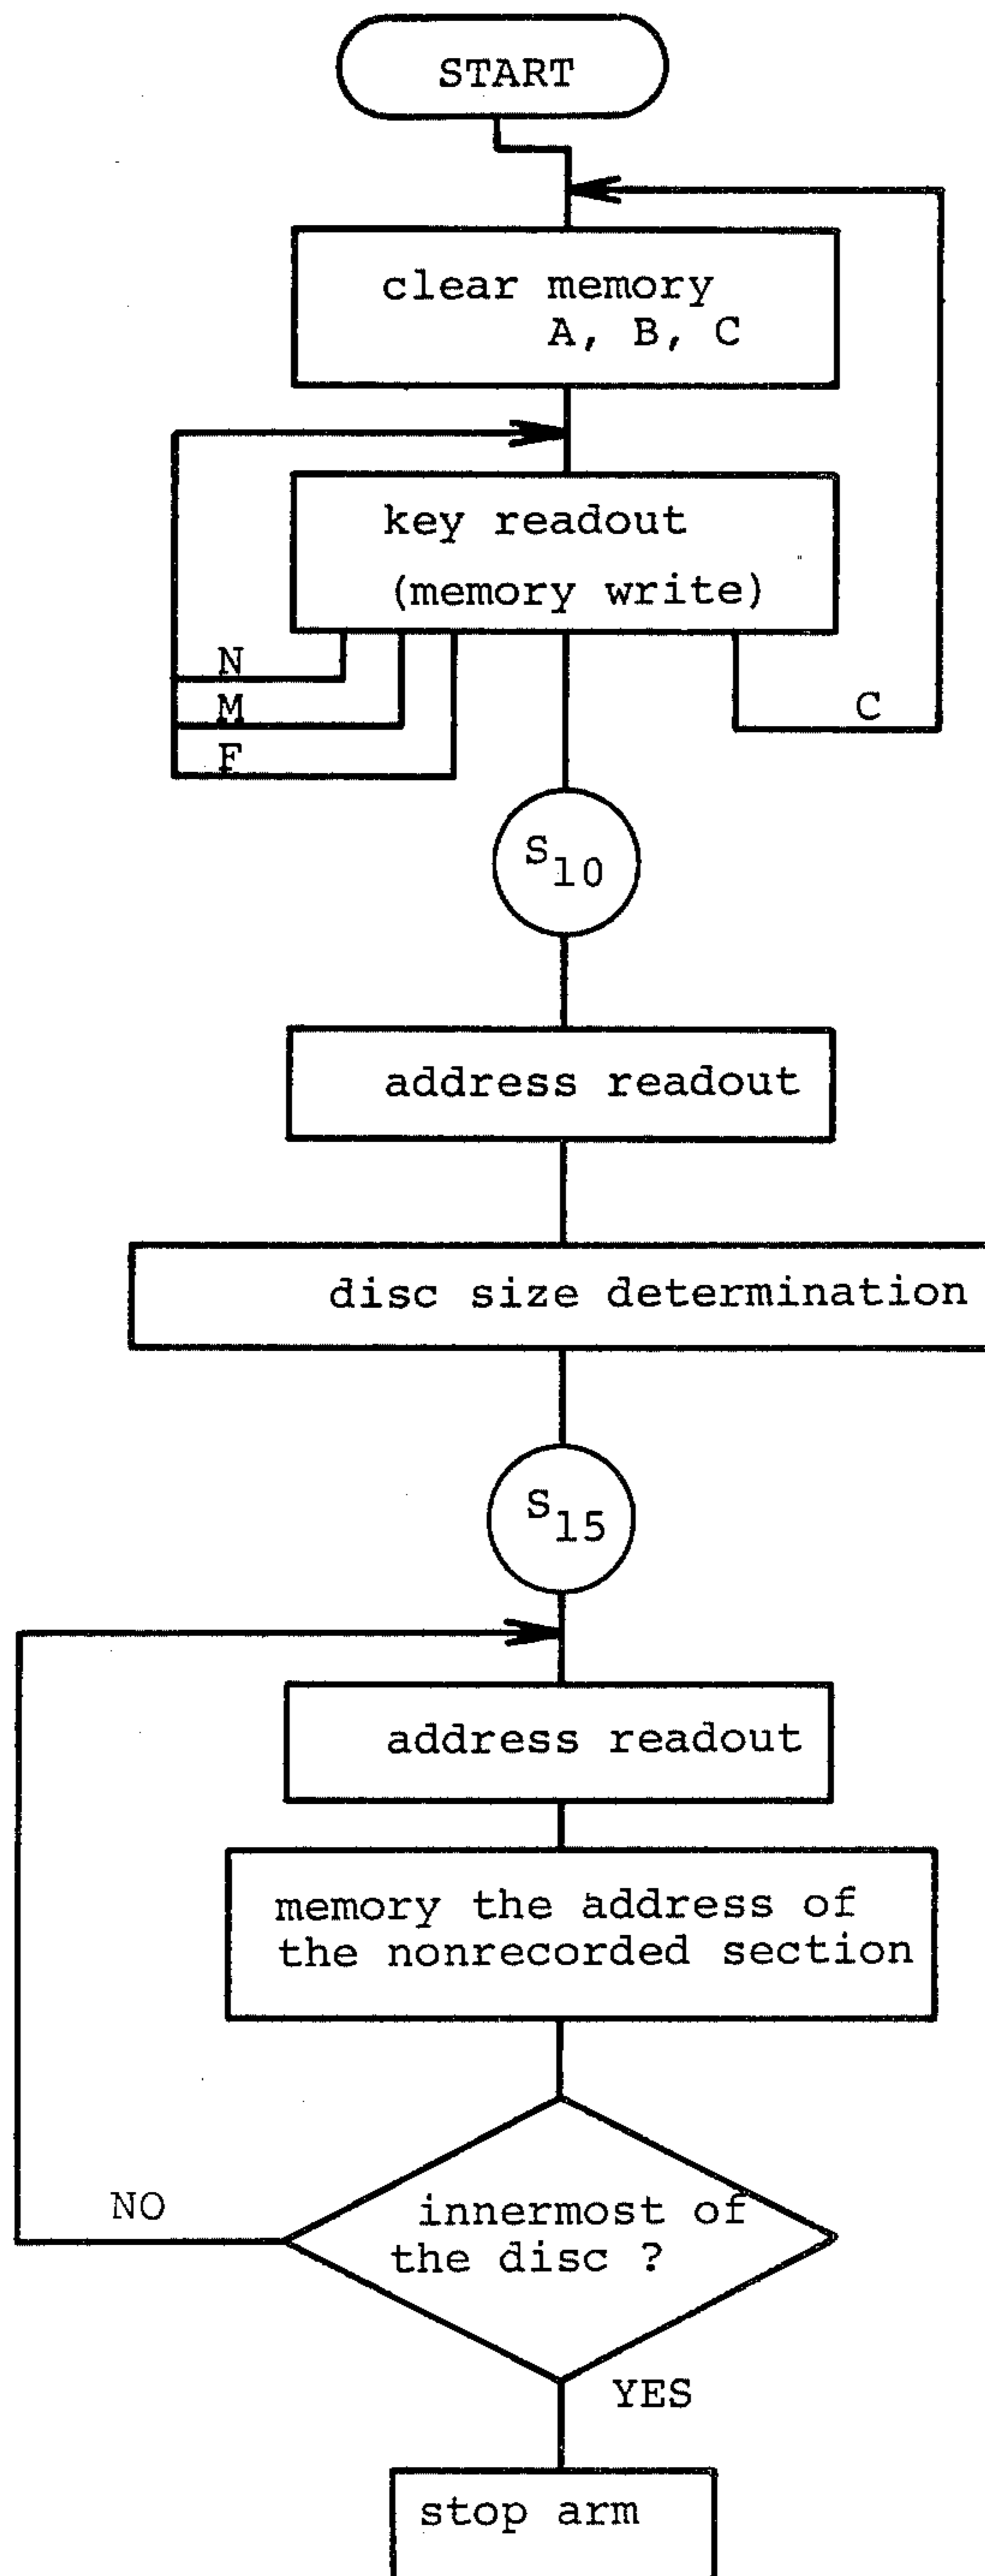 START
clear memory
A, B, C
key readout
(memory write)
N
M
C
F
S10
address readout
disc size determination
S15
address readout
memory the address of
the nonrecorded section
NO
innermost of
the disc ?
YES
stop arm